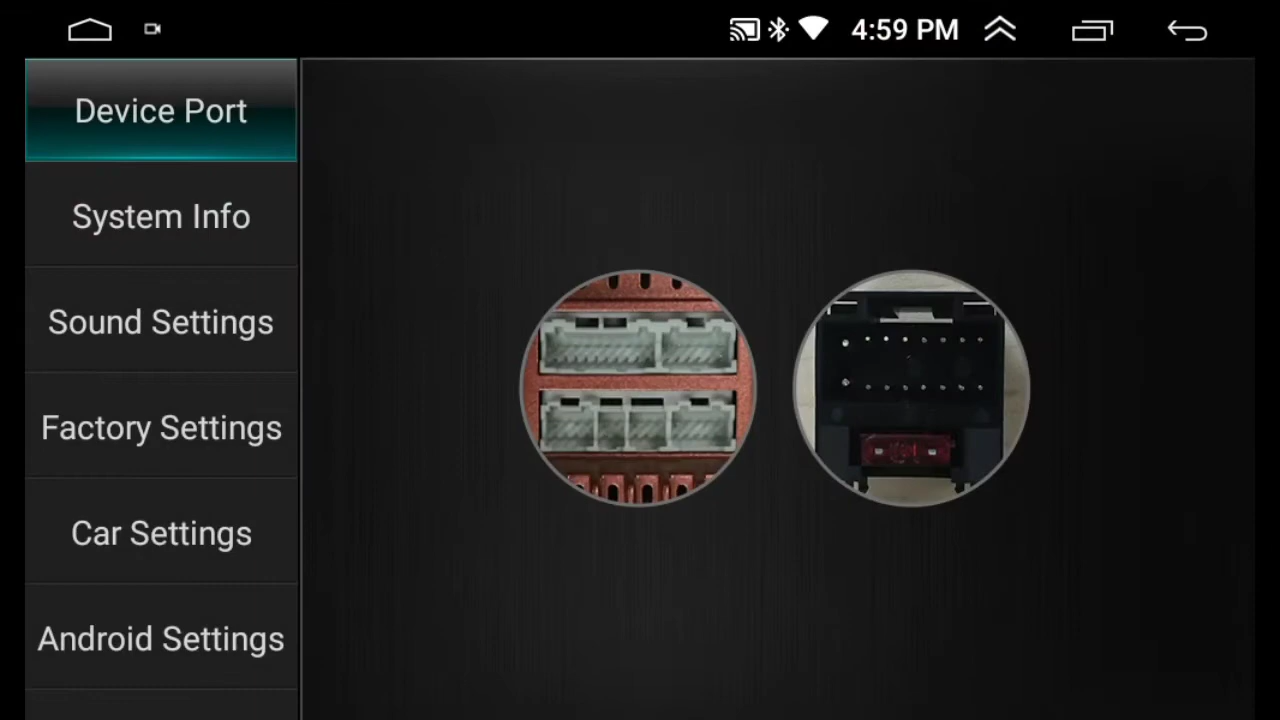 4:59 PM
Device Port
System Info
Sound Settings
Factory Settings
Car Settings
Android Settings